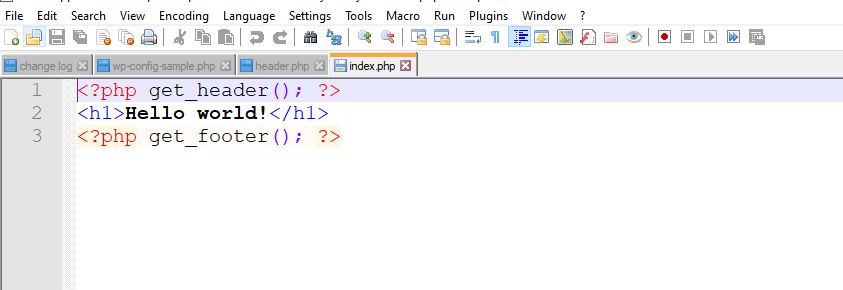 File Edit Search View Encoding Language Settings Tools Macro Run Plugins Window ?
change.log wp-config-sample.php header.php index.php
1 <?php get_header(); ?>
2 <h1>Hello world!</h1>
3 <?php get_footer(); ?>